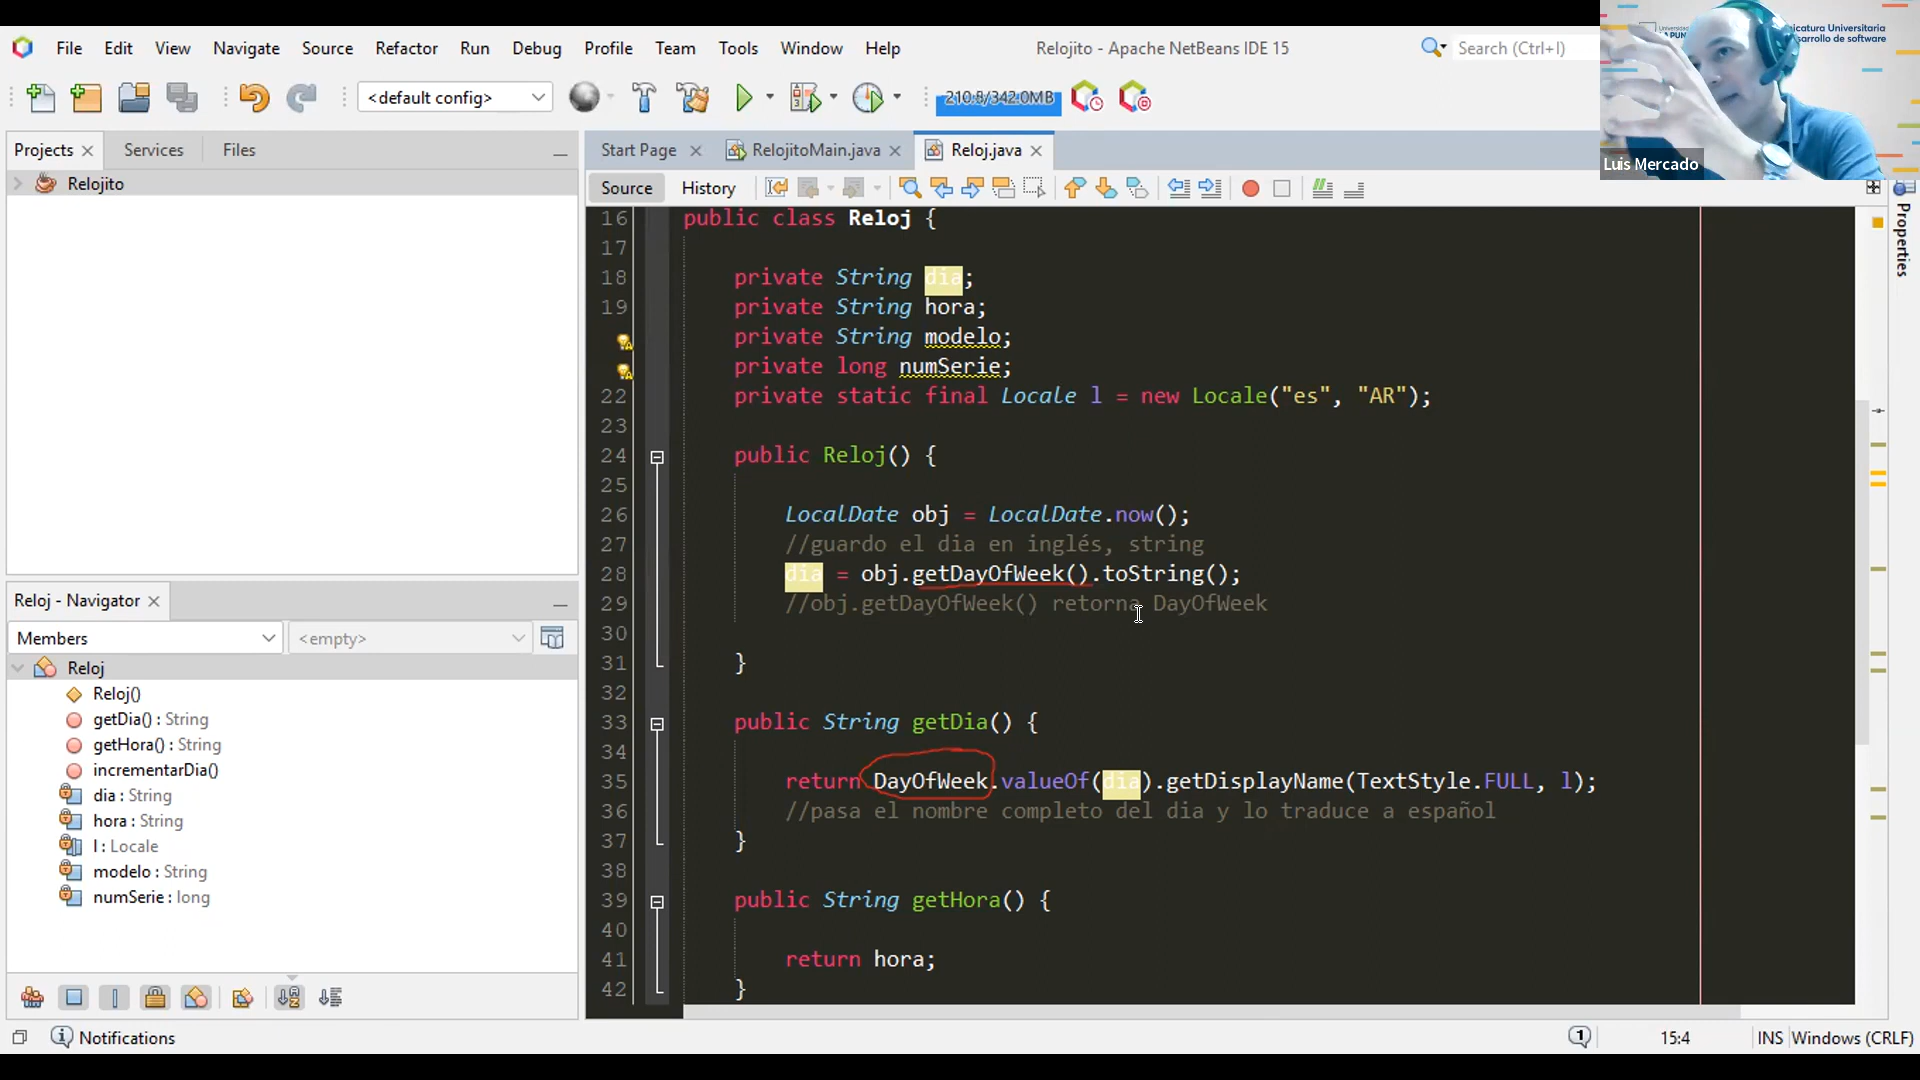 File Edit View Navigate Source Refactor Run Debug Profile Team Tools Window Help
Relojito - Apache NetBeans IDE 15
Search (Ctrl+I)
icatura Universitaria
sarrollo de software
Luis Mercado
<default config>
210.8/342.0MB
Projects Services Files
Relojito
Start Page RelojitoMain.java Reloj.java
Source History
Properties
16 public class Reloj {
17
18 private String dia;
19 private String hora;
private String modelo;
private long numSerie;
22 private static final Locale l = new Locale("es", "AR");
23
24 public Reloj() {
25
26 LocalDate obj = LocalDate.now();
27 //guardo el dia en inglés, string
28 dia = obj.getDayOfWeek().toString();
29 //obj.getDayOfWeek() retorna DayOfWeek
30
31 }
32
33 public String getDia() {
34
35 return DayOfWeek.valueOf(dia).getDisplayName(TextStyle.FULL, l);
36 //pasa el nombre completo del dia y lo traduce a español
37 }
38
39 public String getHora() {
40
41 return hora;
42 }
Reloj - Navigator
Members <empty>
Reloj
Reloj()
getDia() : String
getHora() : String
incrementarDia()
dia : String
hora : String
l : Locale
modelo : String
numSerie : long
Notifications
1
15:4 INS Windows (CRLF)